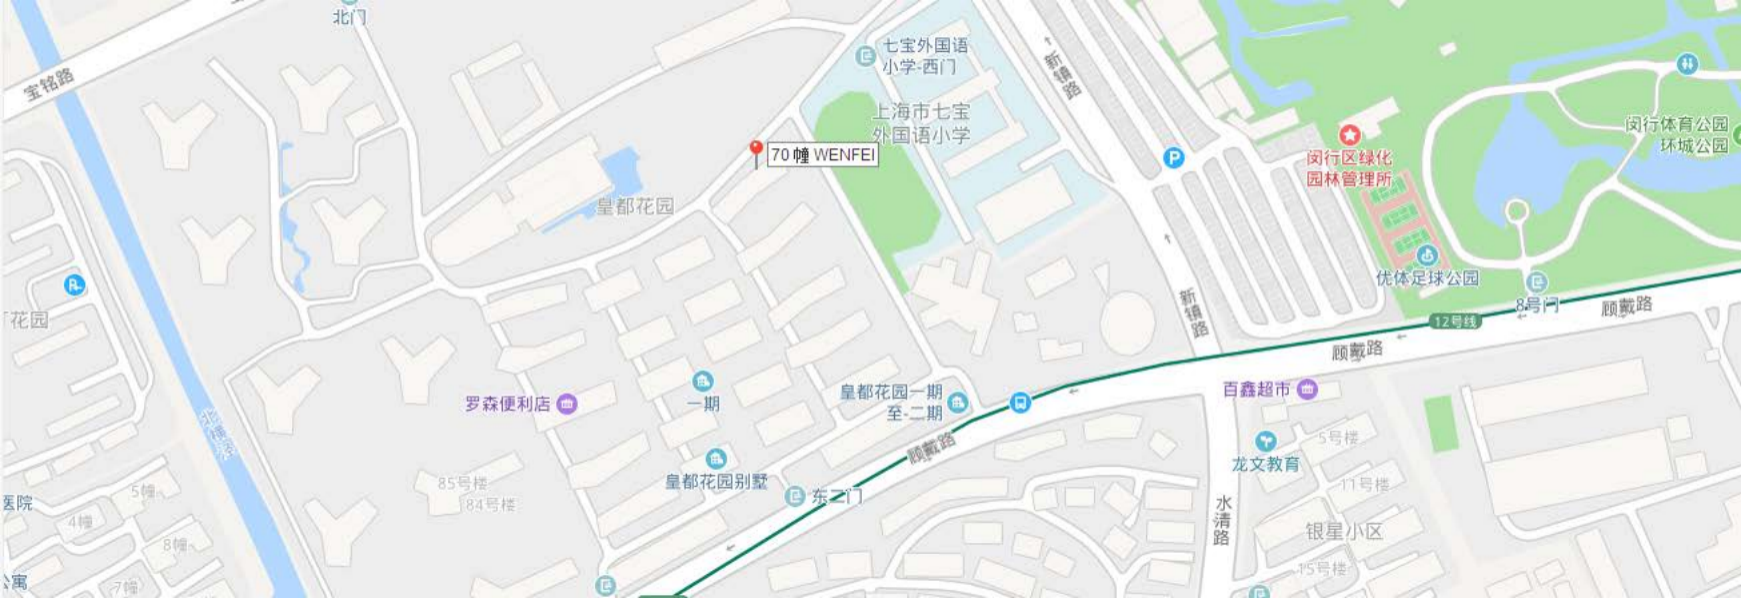 北门
宝铭路
七宝外国语
小学-西门
新镇路
上海市七宝
外国语小学
P
闵行区绿化
园林管理所
闵行体育公园
环城公园
70 幢 WENFEI
皇都花园
优体足球公园
8号门
顾戴路
12号线
新镇路
顾戴路
花园
罗森便利店
一期
皇都花园一期
至-二期
百鑫超市
北横泾
顾戴路
龙文教育
5号楼
皇都花园别墅
东二门
85号楼
84号楼
11号楼
水清路
银星小区
15号楼
医院
5幢
4幢
8幢
7幢
公寓